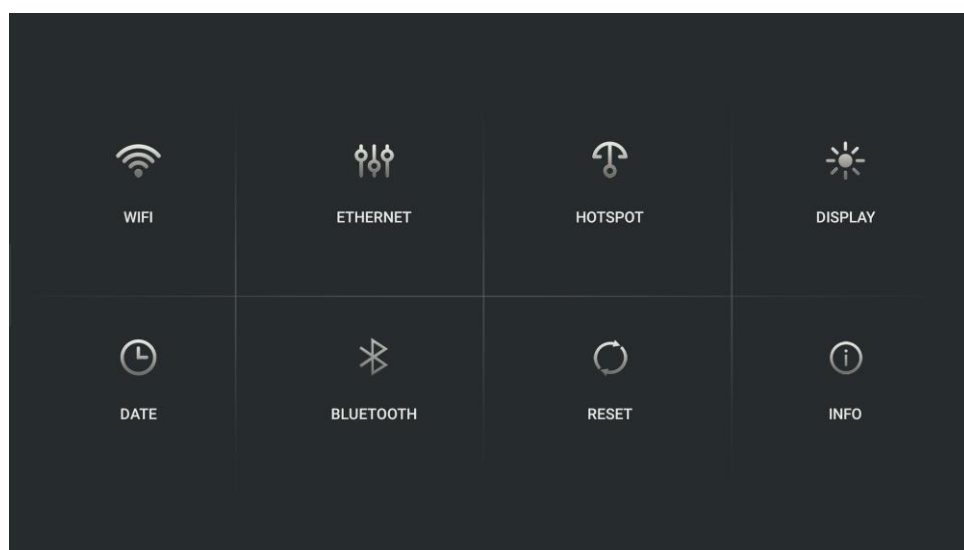 WIFI ETHERNET HOTSPOT DISPLAY
DATE BLUETOOTH RESET INFO